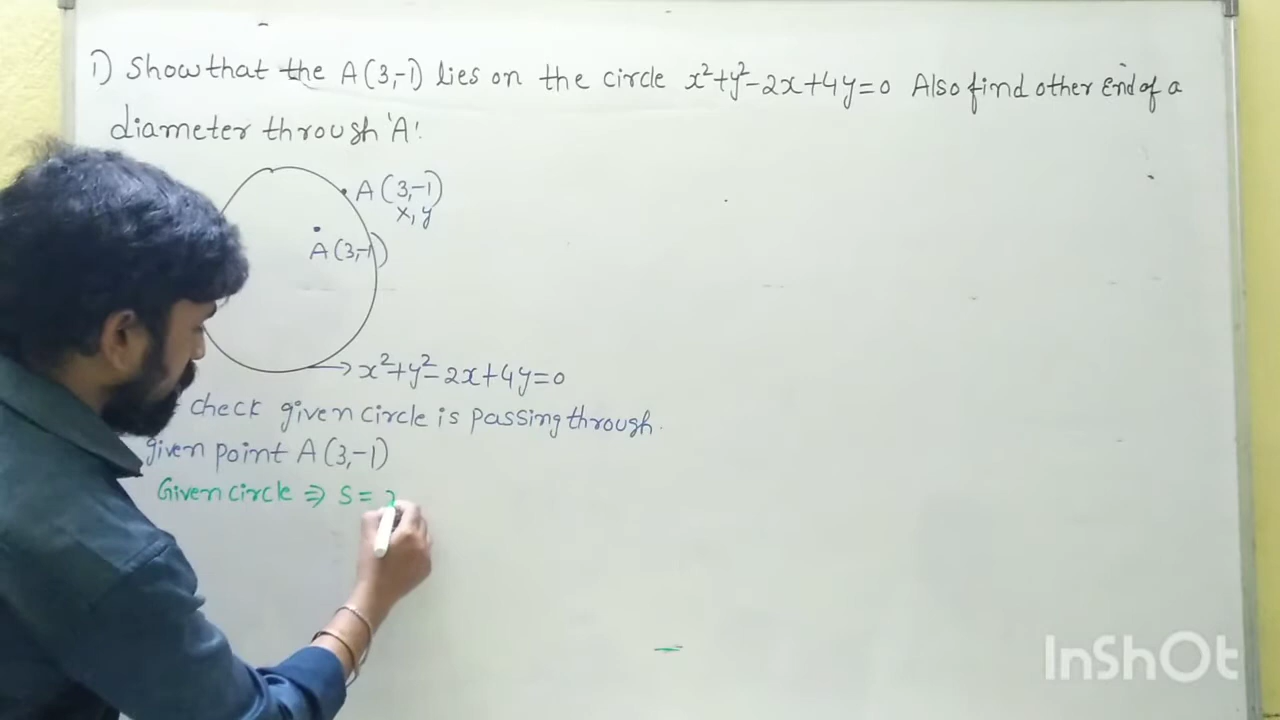 1) Show that the A(3,-1) lies on the circle x²+y²-2x+4y=0 Also find other End of a
diameter through 'A'.
A(3,-1)
x, y
A(3,-1)
→ x²+y²-2x+4y=0
check given circle is passing through.
given point A(3,-1)
Given circle ⇒ S =
InShOt